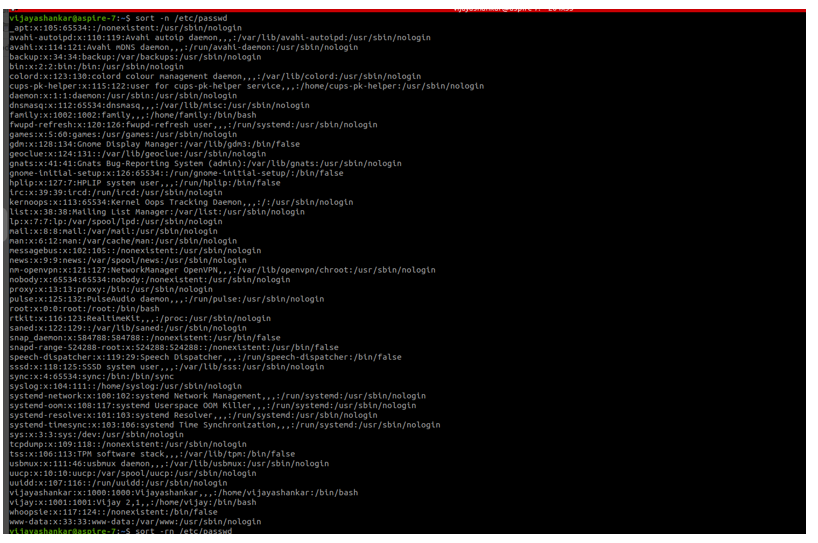 vijayashankar@aspire-7:~$ sort -n /etc/passwd
_apt:x:105:65534::/nonexistent:/usr/sbin/nologin
avahi-autoipd:x:110:119:Avahi autoip daemon,,,:/var/lib/avahi-autoipd:/usr/sbin/nologin
avahi:x:114:121:Avahi mDNS daemon,,,:/run/avahi-daemon:/usr/sbin/nologin
backup:x:34:34:backup:/var/backups:/usr/sbin/nologin
bin:x:2:2:bin:/bin:/usr/sbin/nologin
colord:x:123:130:colord colour management daemon,,,:/var/lib/colord:/usr/sbin/nologin
cups-pk-helper:x:115:122:user for cups-pk-helper service,,,:/home/cups-pk-helper:/usr/sbin/nologin
daemon:x:1:1:daemon:/usr/sbin:/usr/sbin/nologin
dnsmasq:x:112:65534:dnsmasq,,,:/var/lib/misc:/usr/sbin/nologin
family:x:1002:1002:family,,,:/home/family:/bin/bash
fwupd-refresh:x:120:126:fwupd-refresh user,,,:/run/systemd:/usr/sbin/nologin
games:x:5:60:games:/usr/games:/usr/sbin/nologin
gdm:x:128:134:Gnome Display Manager:/var/lib/gdm3:/bin/false
geoclue:x:124:131::/var/lib/geoclue:/usr/sbin/nologin
gnats:x:41:41:Gnats Bug-Reporting System (admin):/var/lib/gnats:/usr/sbin/nologin
gnome-initial-setup:x:126:65534::/run/gnome-initial-setup/:/bin/false
hplip:x:127:7:HPLIP system user,,,:/run/hplip:/bin/false
irc:x:39:39:ircd:/run/ircd:/usr/sbin/nologin
kernoops:x:113:65534:Kernel Oops Tracking Daemon,,,:/:/usr/sbin/nologin
list:x:38:38:Mailing List Manager:/var/list:/usr/sbin/nologin
lp:x:7:7:lp:/var/spool/lpd:/usr/sbin/nologin
mail:x:8:8:mail:/var/mail:/usr/sbin/nologin
man:x:6:12:man:/var/cache/man:/usr/sbin/nologin
messagebus:x:102:105::/nonexistent:/usr/sbin/nologin
news:x:9:9:news:/var/spool/news:/usr/sbin/nologin
nm-openvpn:x:121:127:NetworkManager OpenVPN,,,:/var/lib/openvpn/chroot:/usr/sbin/nologin
nobody:x:65534:65534:nobody:/nonexistent:/usr/sbin/nologin
proxy:x:13:13:proxy:/bin:/usr/sbin/nologin
pulse:x:125:132:PulseAudio daemon,,,:/run/pulse:/usr/sbin/nologin
root:x:0:0:root:/root:/bin/bash
rtkit:x:116:123:RealtimeKit,,,:/proc:/usr/sbin/nologin
saned:x:122:129::/var/lib/saned:/usr/sbin/nologin
snap_daemon:x:584788:584788::/nonexistent:/usr/bin/false
snapd-range-524288-root:x:524288:524288::/nonexistent:/usr/bin/false
speech-dispatcher:x:119:29:Speech Dispatcher,,,:/run/speech-dispatcher:/bin/false
sssd:x:118:125:SSSD system user,,,:/var/lib/sss:/usr/sbin/nologin
sync:x:4:65534:sync:/bin:/bin/sync
syslog:x:104:111::/home/syslog:/usr/sbin/nologin
systemd-network:x:100:102:systemd Network Management,,,:/run/systemd:/usr/sbin/nologin
systemd-oom:x:108:117:systemd Userspace OOM Killer,,,:/run/systemd:/usr/sbin/nologin
systemd-resolve:x:101:103:systemd Resolver,,,:/run/systemd:/usr/sbin/nologin
systemd-timesync:x:103:106:systemd Time Synchronization,,,:/run/systemd:/usr/sbin/nologin
sys:x:3:3:sys:/dev:/usr/sbin/nologin
tcpdump:x:109:118::/nonexistent:/usr/sbin/nologin
tss:x:106:113:TPM software stack,,,:/var/lib/tpm:/bin/false
usbmux:x:111:46:usbmux daemon,,,:/var/lib/usbmux:/usr/sbin/nologin
uucp:x:10:10:uucp:/var/spool/uucp:/usr/sbin/nologin
uuidd:x:107:116::/run/uuidd:/usr/sbin/nologin
vijayashankar:x:1000:1000:Vijayashankar,,,:/home/vijayashankar:/bin/bash
vijay:x:1001:1001:Vijay 2,1,,:/home/vijay:/bin/bash
whoopsie:x:117:124::/nonexistent:/bin/false
www-data:x:33:33:www-data:/var/www:/usr/sbin/nologin
vijayashankar@aspire-7:~$ sort -rn /etc/passwd